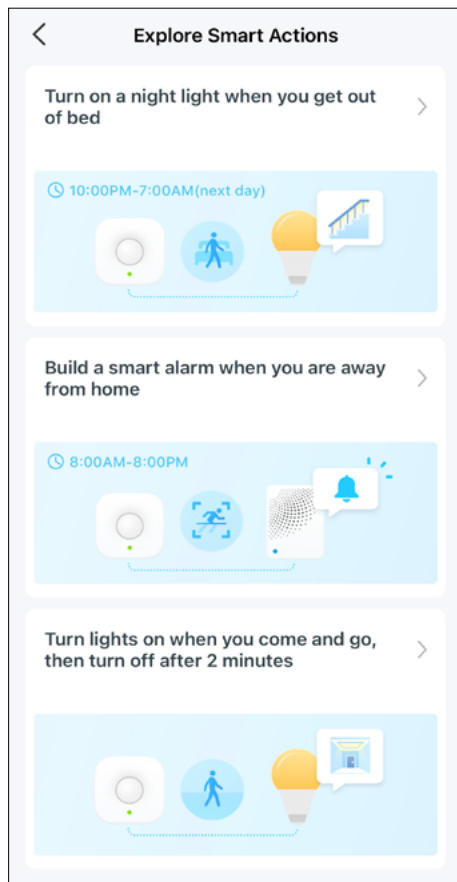 Explore Smart Actions
Turn on a night light when you get out
of bed
10:00PM-7:00AM(next day)
Build a smart alarm when you are away
from home
8:00AM-8:00PM
Turn lights on when you come and go,
then turn off after 2 minutes